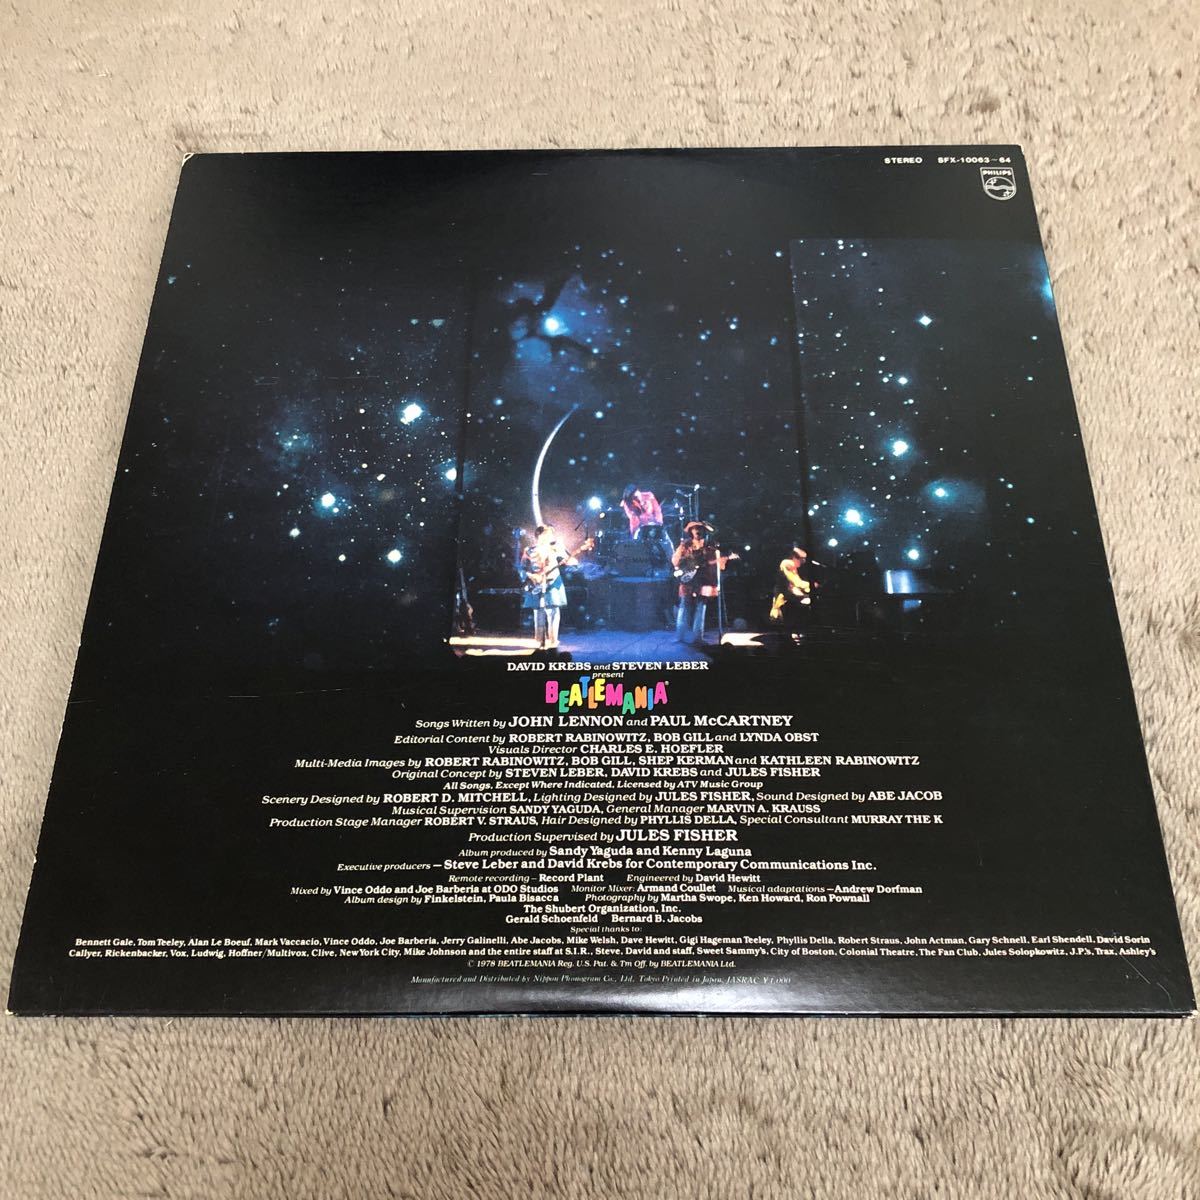 STEREO SFX-10063~64
PHILIPS
DAVID KREBS and STEVEN LEBER
present
BEATLEMANIA
Songs Written by JOHN LENNON and PAUL McCARTNEY
Editorial Content by ROBERT RABINOWITZ, BOB GILL and LYNDA OBST
Visuals Director CHARLES E. HOEFLER
Multi-Media Images by ROBERT RABINOWITZ, BOB GILL, SHEP KERMAN and KATHLEEN RABINOWITZ
Original Concept by STEVEN LEBER, DAVID KREBS and JULES FISHER
All Songs, Except Where Indicated, Licensed by ATV Music Group
Scenery Designed by ROBERT D. MITCHELL, Lighting Designed by JULES FISHER, Sound Designed by ABE JACOB
Musical Supervision SANDY YAGUDA, General Manager MARVIN A. KRAUSS
Production Stage Manager ROBERT V. STRAUS, Hair Designed by PHYLLIS DELLA, Special Consultant MURRAY THE K
Production Supervised by JULES FISHER
Album produced by Sandy Yaguda and Kenny Laguna
Executive producers — Steve Leber and David Krebs for Contemporary Communications Inc.
Remote recording — Record Plant Engineered by David Hewitt
Mixed by Vince Oddo and Joe Barberia at ODO Studios Monitor Mixer: Armand Coullet Musical adaptations — Andrew Dorfman
Album design by Finkelstein, Paula Bisacca Photography by Martha Swope, Ken Howard, Ron Pownall
The Shubert Organization, Inc.
Gerald Schoenfeld Bernard B. Jacobs
Special thanks to:
Bennett Gale, Tom Teeley, Alan Le Boeuf, Mark Vaccacio, Vince Oddo, Joe Barberia, Jerry Galinelli, Abe Jacobs, Mike Welsh, Dave Hewitt, Gigi Hageman Teeley, Phyllis Della, Robert Straus, John Actman, Gary Schnell, Earl Shendell, David Sorin
Callyer, Rickenbacker, Vox, Ludwig, Hoffner/Multivox, Clive, New York City, Mike Johnson and the entire staff at S.I.R., Steve, David and staff, Sweet Sammy's, City of Boston, Colonial Theatre, The Fan Club, Jules Solopkowitz, J.P.'s, Trax, Ashley's
© 1978 BEATLEMANIA Reg. U.S. Pat. & Tm Off. by BEATLEMANIA Ltd.
Manufactured and Distributed by Nippon Phonogram Co., Ltd. Tokyo Printed in Japan. JASRAC ¥4,000